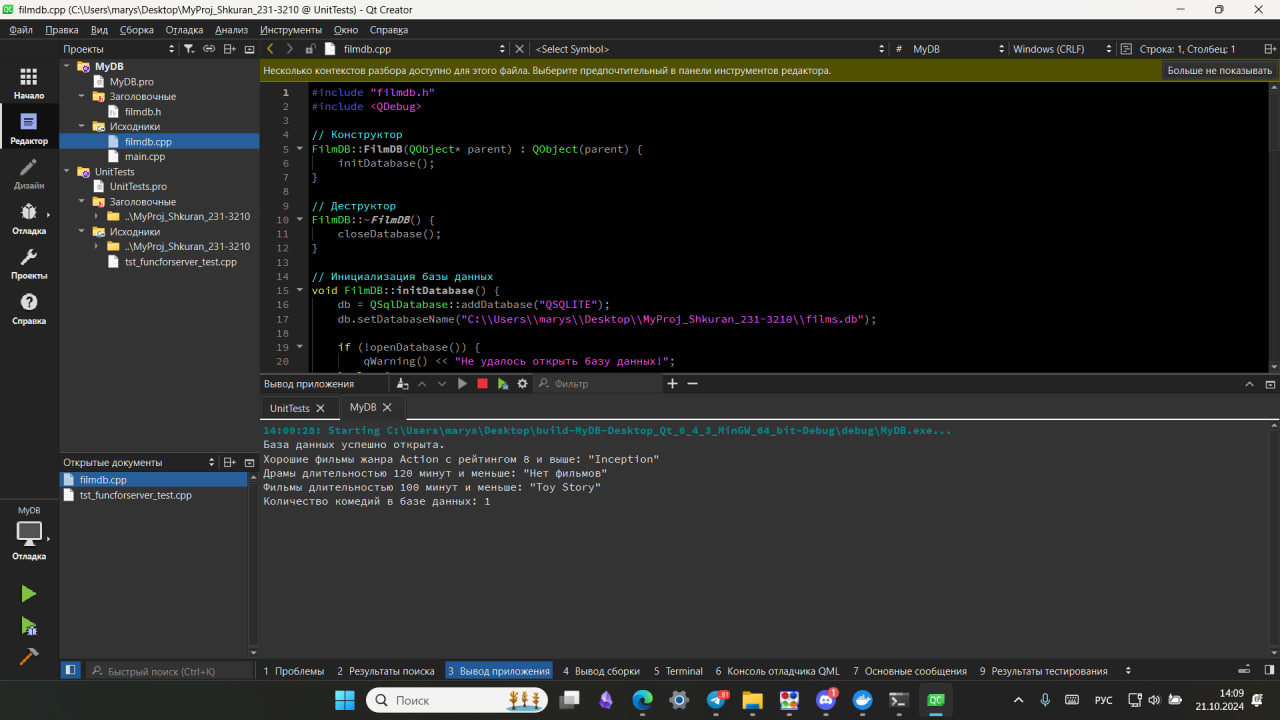 filmdb.cpp (C:\Users\marys\Desktop\MyProj_Shkuran_231-3210 @ UnitTests) - Qt Creator
Файл Правка Вид Сборка Отладка Анализ Инструменты Окно Справка
Проекты
filmdb.cpp <Select Symbol> # MyDB Windows (CRLF) Строка: 1, Столбец: 1
Несколько контекстов разбора доступно для этого файла. Выберите предпочтительный в панели инструментов редактора. Больше не показывать
Начало
Редактор
Дизайн
Отладка
Проекты
Справка
MyDB
Отладка
MyDB
MyDB.pro
Заголовочные
filmdb.h
Исходники
filmdb.cpp
main.cpp
UnitTests
UnitTests.pro
Заголовочные
..\MyProj_Shkuran_231-3210
Исходники
..\MyProj_Shkuran_231-3210
tst_funcforserver_test.cpp
Открытые документы
filmdb.cpp
tst_funcforserver_test.cpp
1 #include "filmdb.h"
2 #include <QDebug>
3
4 // Конструктор
5 FilmDB::FilmDB(QObject* parent) : QObject(parent) {
6 initDatabase();
7 }
8
9 // Деструктор
10 FilmDB::~FilmDB() {
11 closeDatabase();
12 }
13
14 // Инициализация базы данных
15 void FilmDB::initDatabase() {
16 db = QSqlDatabase::addDatabase("QSQLITE");
17 db.setDatabaseName("C:\\Users\\marys\\Desktop\\MyProj_Shkuran_231-3210\\films.db");
18
19 if (!openDatabase()) {
20 qWarning() << "Не удалось открыть базу данных!";
Вывод приложения Фильтр
UnitTests MyDB
14:09:28: Starting C:\Users\marys\Desktop\build-MyDB-Desktop_Qt_6_4_3_MinGW_64_bit-Debug\debug\MyDB.exe...
База данных успешно открыта.
Хорошие фильмы жанра Action с рейтингом 8 и выше: "Inception"
Драмы длительностью 120 минут и меньше: "Нет фильмов"
Фильмы длительностью 100 минут и меньше: "Toy Story"
Количество комедий в базе данных: 1
Быстрый поиск (Ctrl+K) 1 Проблемы 2 Результаты поиска 3 Вывод приложения 4 Вывод сборки 5 Terminal 6 Консоль отладчика QML 7 Основные сообщения 9 Результаты тестирования
Поиск 81 1 QC РУС 14:09
21.10.2024